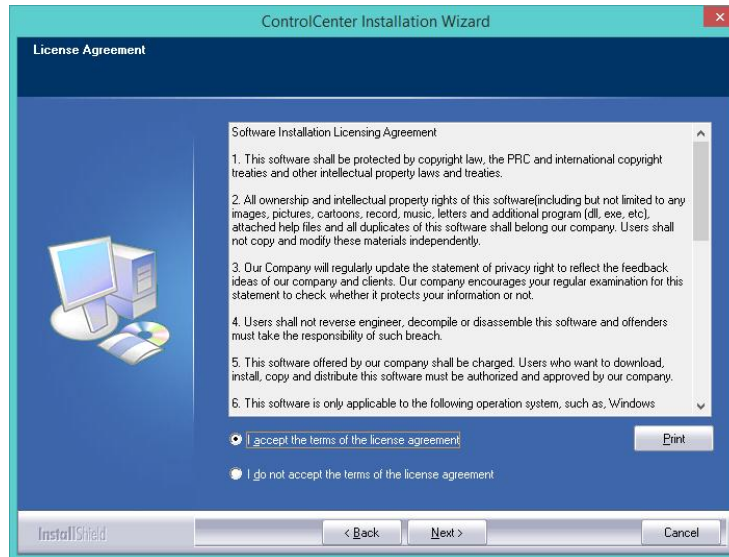 ControlCenter Installation Wizard
License Agreement
Software Installation Licensing Agreement
1. This software shall be protected by copyright law, the PRC and international copyright
treaties and other intellectual property laws and treaties.
2. All ownership and intellectual property rights of this software(including but not limited to any
images, pictures, cartoons, record, music, letters and additional program (dll, exe, etc),
attached help files and all duplicates of this software shall belong our company. Users shall
not copy and modify these materials independently.
3. Our Company will regularly update the statement of privacy right to reflect the feedback
ideas of our company and clients. Our company encourages your regular examination for this
statement to check whether it protects your information or not.
4. Users shall not reverse engineer, decompile or disassemble this software and offenders
must take the responsibility of such breach.
5. This software offered by our company shall be charged. Users who want to download,
install, copy and distribute this software must be authorized and approved by our company.
6. This software is only applicable to the following operation system, such as, Windows
I accept the terms of the license agreement
Print
I do not accept the terms of the license agreement
InstallShield
< Back
Next >
Cancel